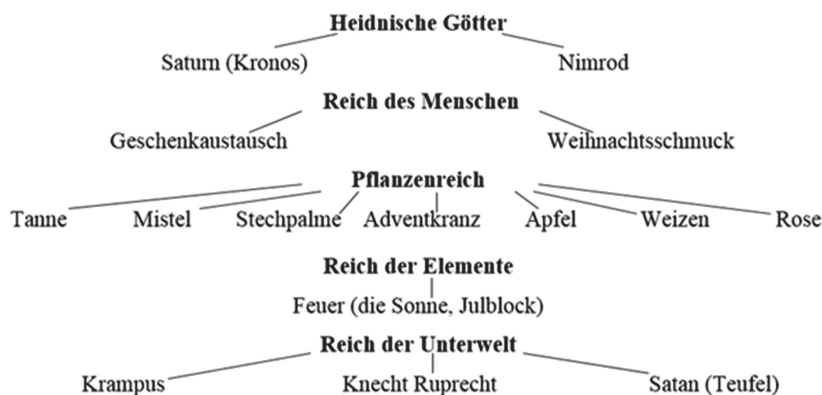 Heidnische Götter
Saturn (Kronos) Nimrod
Reich des Menschen
Geschenkaustausch Weihnachtsschmuck
Pflanzenreich
Tanne Mistel Stechpalme Adventkranz Apfel Weizen Rose
Reich der Elemente
Feuer (die Sonne, Julblock)
Reich der Unterwelt
Krampus Knecht Ruprecht Satan (Teufel)